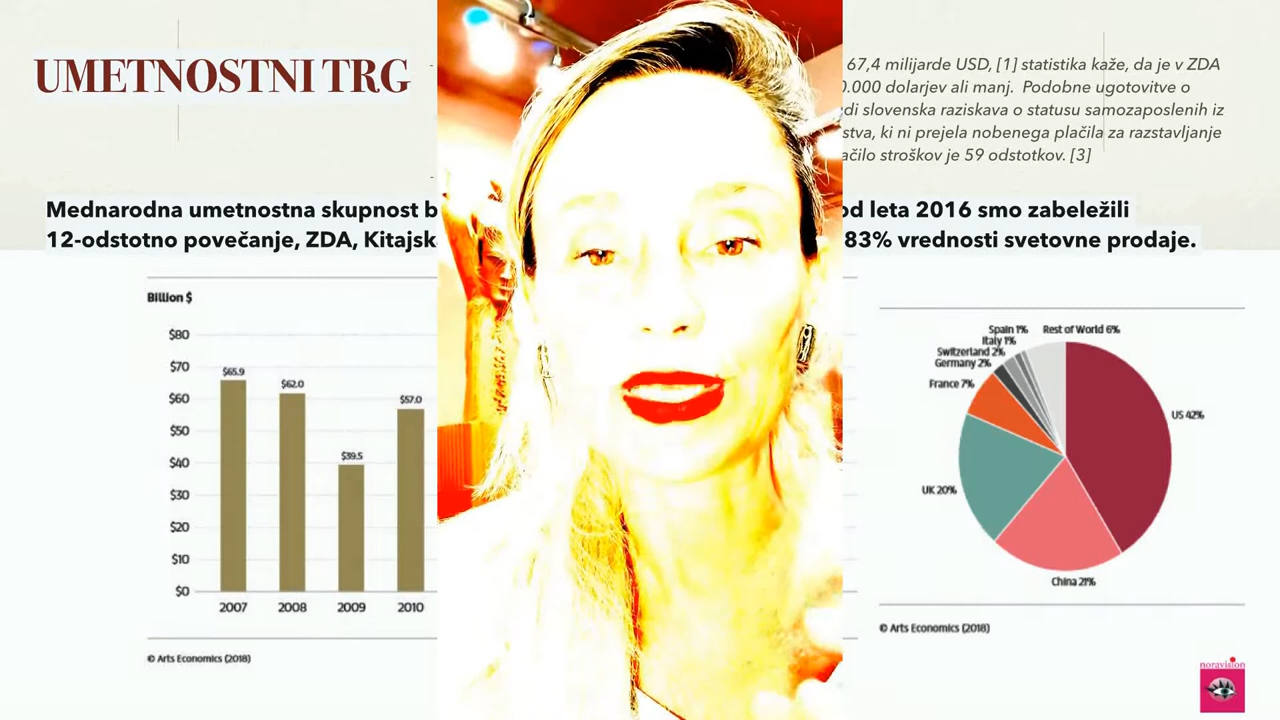 UMETNOSTNI TRG
67,4 milijarde USD, [1] statistika kaže, da je v ZDA
0.000 dolarjev ali manj. Podobne ugotovitve o
di slovenska raziskava o statusu samozaposlenih iz
stva, ki ni prejela nobenega plačila za razstavljanje
ačilo stroškov je 59 odstotkov. [3]
Mednarodna umetnostna skupnost b
od leta 2016 smo zabeležili
12-odstotno povečanje, ZDA, Kitajsk
83% vrednosti svetovne prodaje.
Billion $
$80
$70
$60
$50
$40
$30
$20
$10
$0
$65.9
$62.0
$39.5
$57.0
2007 2008 2009 2010
© Arts Economics (2018)
Spain 1% Rest of World 6%
Italy 1%
Switzerland 2%
Germany 2%
France 7%
US 42%
UK 20%
China 21%
© Arts Economics (2018)
noravision